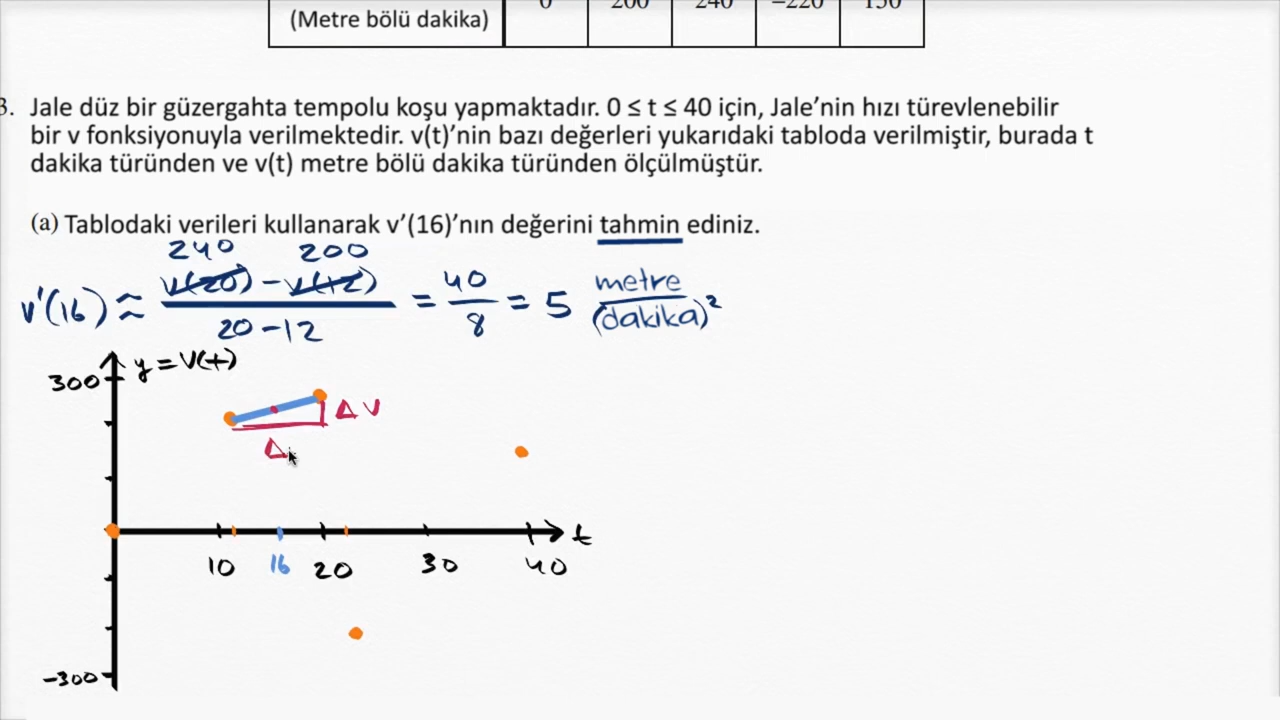 (Metre bölü dakika) 0 200 240 –220 150
3. Jale düz bir güzergahta tempolu koşu yapmaktadır. 0 ≤ t ≤ 40 için, Jale’nin hızı türevlenebilir
bir v fonksiyonuyla verilmektedir. v(t)’nin bazı değerleri yukarıdaki tabloda verilmiştir, burada t
dakika türünden ve v(t) metre bölü dakika türünden ölçülmüştür.
(a) Tablodaki verileri kullanarak v’(16)’nın değerini tahmin ediniz.
240 200
v'(16) ≈ v(20) – v(12) = 40 = 5 metre
20 – 12 8 (dakika)²
y = v(t)
300
Δ v
Δ
t
10 16 20 30 40
-300